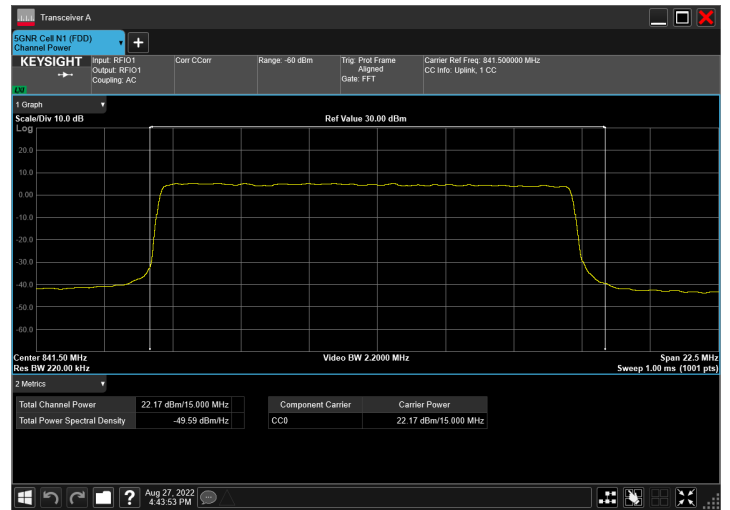 Transceiver A
5GNR Cell N1 (FDD)
Channel Power
KEYSIGHT
Input: RFIO1
Output: RFIO1
Coupling: AC
Corr CCorr
Range: -60 dBm
Trig: Prot Frame
Aligned
Gate: FFT
Carrier Ref Freq: 841.500000 MHz
CC Info: Uplink, 1 CC
LXI
1 Graph
Scale/Div 10.0 dB
Ref Value 30.00 dBm
Log
20.0
10.0
0.00
-10.0
-20.0
-30.0
-40.0
-50.0
-60.0
Center 841.50 MHz
Video BW 2.2000 MHz
Span 22.5 MHz
Res BW 220.00 kHz
Sweep 1.00 ms (1001 pts)
2 Metrics
Total Channel Power 22.17 dBm/15.000 MHz
Total Power Spectral Density -49.59 dBm/Hz
Component Carrier Carrier Power
CC0 22.17 dBm/15.000 MHz
?
Aug 27, 2022
4:43:53 PM